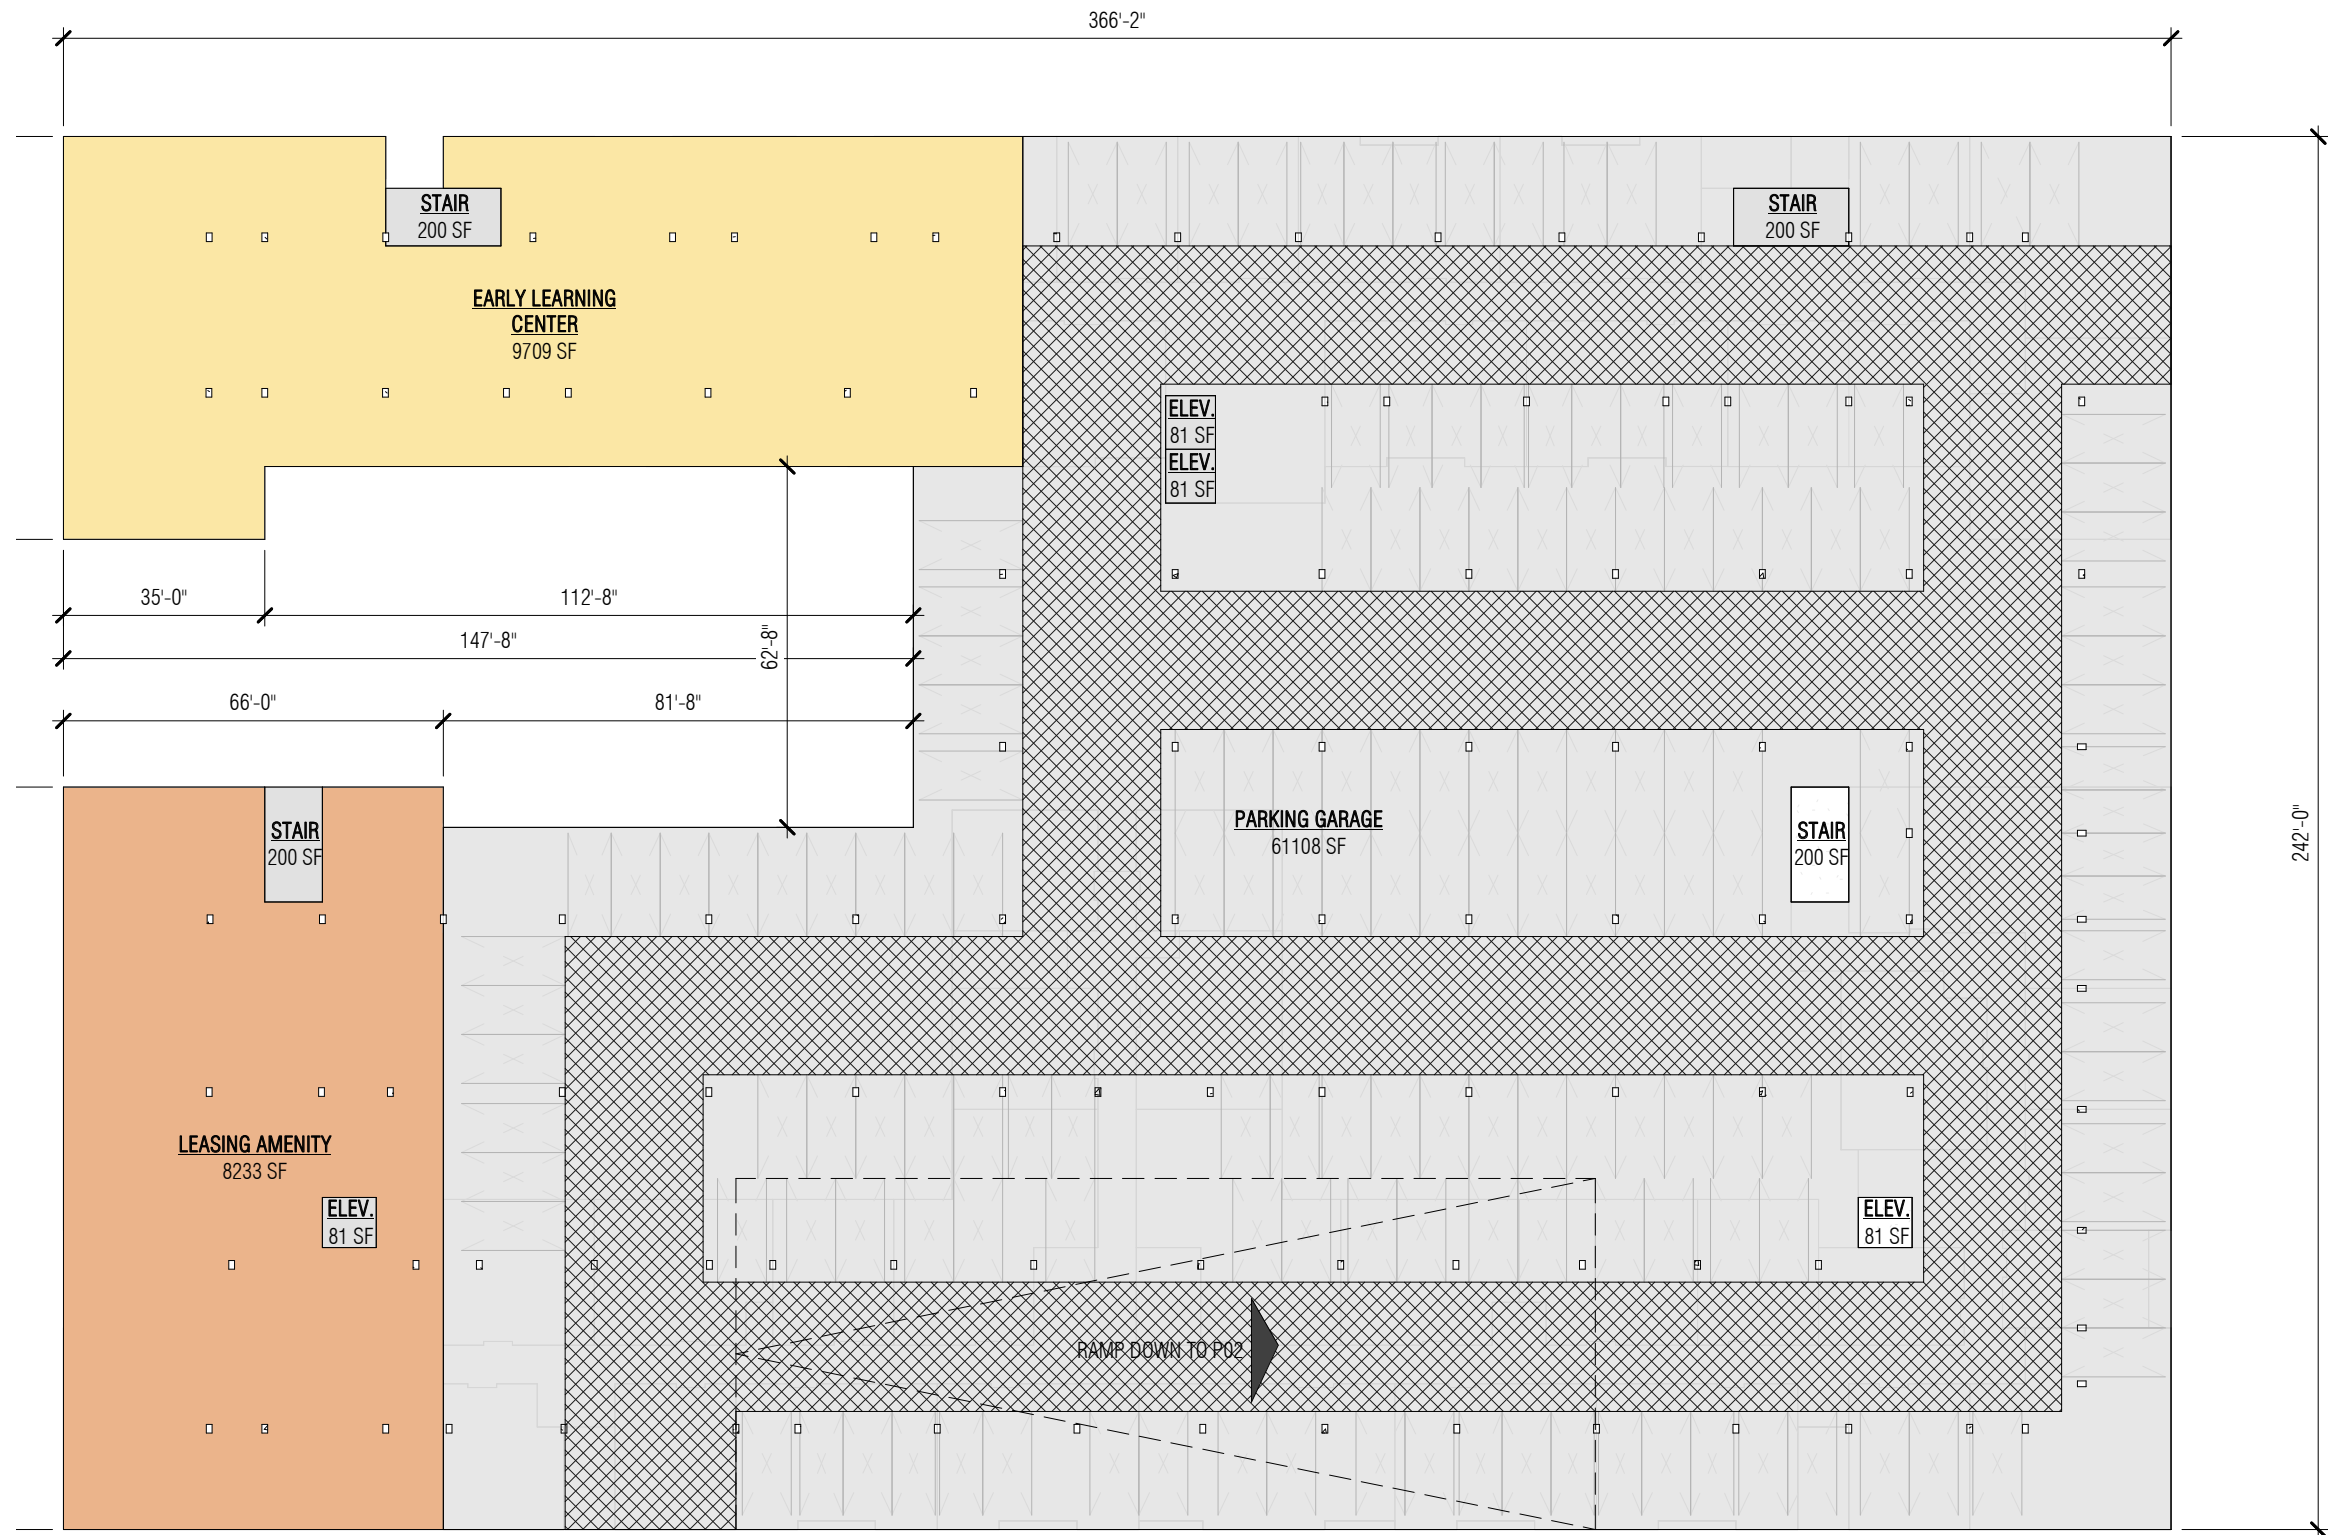 366'-2"
STAIR
200 SF
STAIR
200 SF
EARLY LEARNING
CENTER
9709 SF
ELEV.
81 SF
ELEV.
81 SF
35'-0"
112'-8"
147'-8"
62'-8"
66'-0"
81'-8"
STAIR
200 SF
PARKING GARAGE
61108 SF
STAIR
200 SF
242'-0"
LEASING AMENITY
8233 SF
ELEV.
81 SF
ELEV.
81 SF
RAMP DOWN TO P02